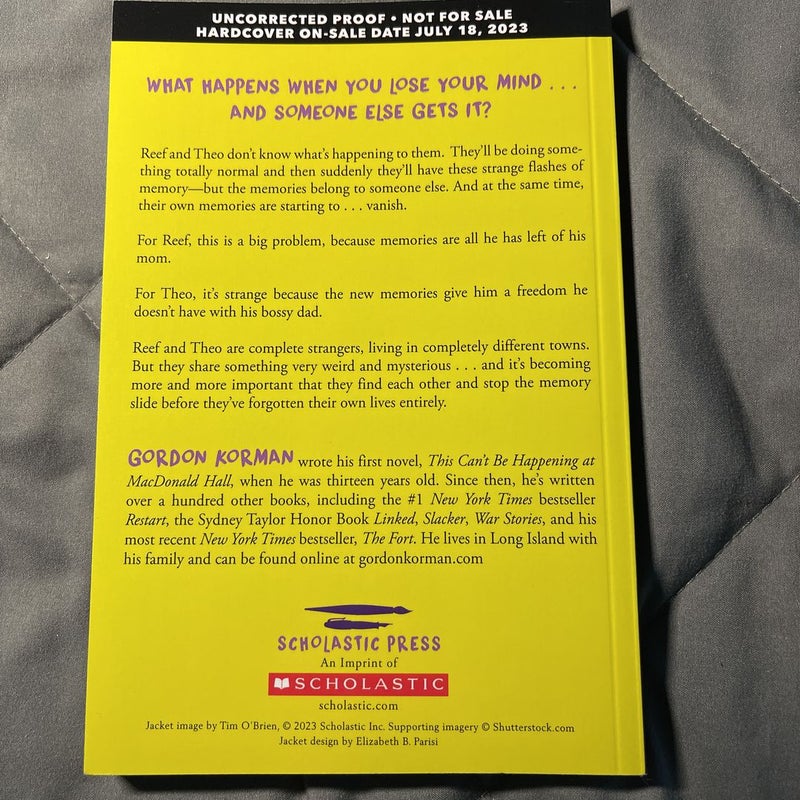 UNCORRECTED PROOF • NOT FOR SALE
HARDCOVER ON-SALE DATE JULY 18, 2023
WHAT HAPPENS WHEN YOU LOSE YOUR MIND . . .
AND SOMEONE ELSE GETS IT?
Reef and Theo don't know what's happening to them. They'll be doing some-
thing totally normal and then suddenly they'll have these strange flashes of
memory—but the memories belong to someone else. And at the same time,
their own memories are starting to . . . vanish.
For Reef, this is a big problem, because memories are all he has left of his
mom.
For Theo, it's strange because the new memories give him a freedom he
doesn't have with his bossy dad.
Reef and Theo are complete strangers, living in completely different towns.
But they share something very weird and mysterious . . . and it's becoming
more and more important that they find each other and stop the memory
slide before they've forgotten their own lives entirely.
GORDON KORMAN wrote his first novel, This Can't Be Happening at
MacDonald Hall, when he was thirteen years old. Since then, he's written
over a hundred other books, including the #1 New York Times bestseller
Restart, the Sydney Taylor Honor Book Linked, Slacker, War Stories, and his
most recent New York Times bestseller, The Fort. He lives in Long Island with
his family and can be found online at gordonkorman.com
SCHOLASTIC PRESS
An Imprint of
SCHOLASTIC
scholastic.com
Jacket image by Tim O'Brien, © 2023 Scholastic Inc. Supporting imagery © Shutterstock.com
Jacket design by Elizabeth B. Parisi